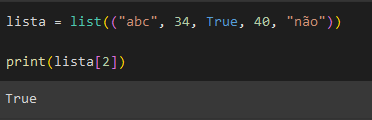 lista = list(("abc", 34, True, 40, "não"))
print(lista[2])
True